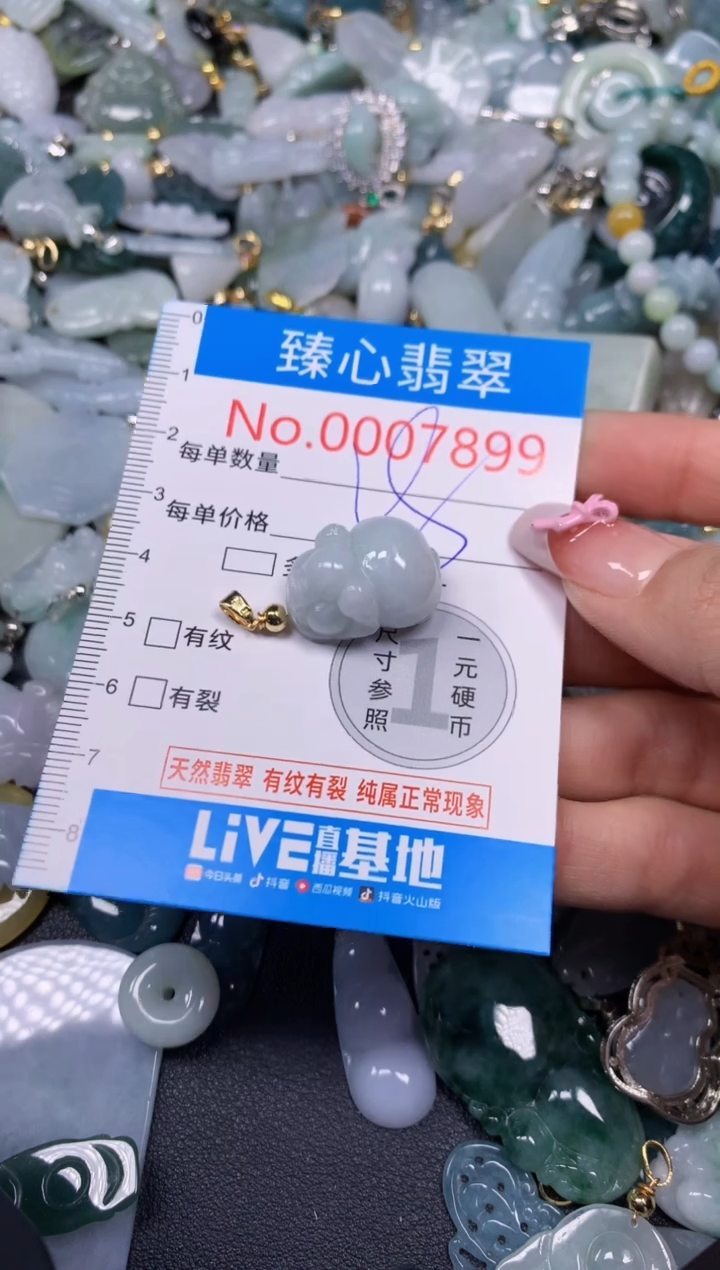 0
臻心翡翠
1
No.0007899
2
每单数量
3
每单价格
4
5
有纹
6
有裂
尺寸参照
1
一元硬币
7
天然翡翠 有纹有裂 纯属正常现象
8
LiVE直播基地
今日头条 抖音 西瓜视频 抖音火山版